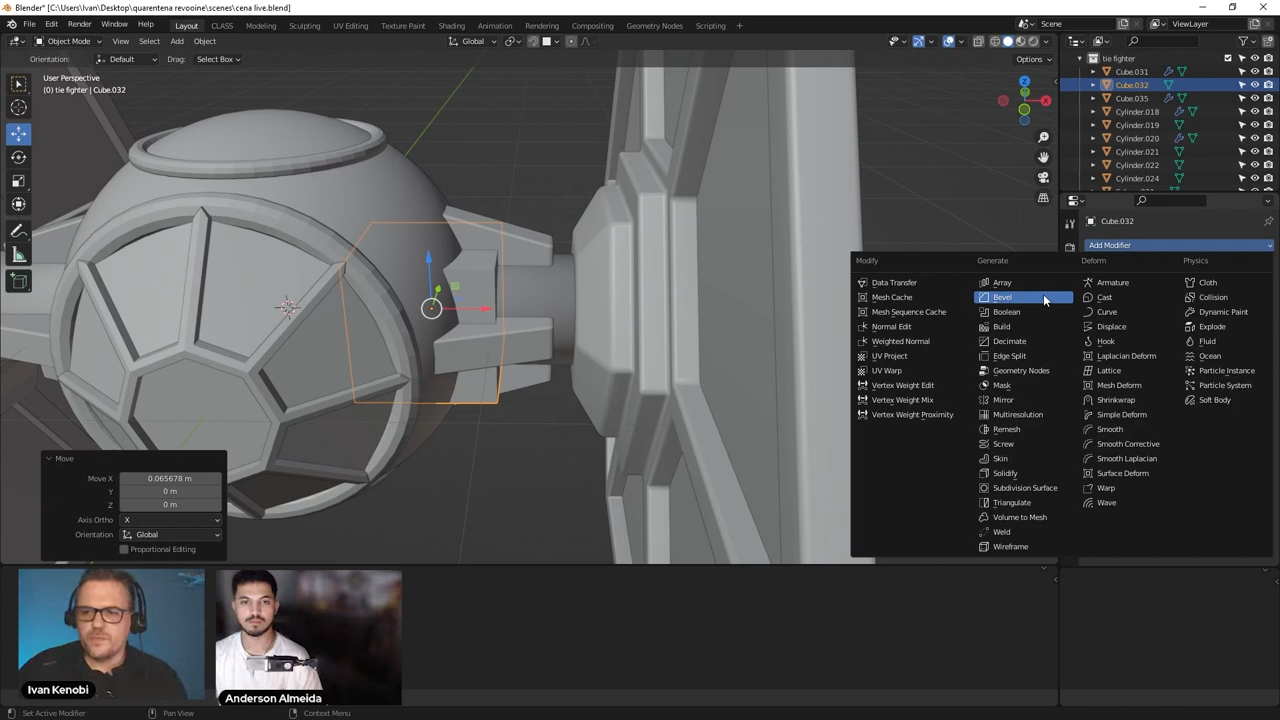 Blender* [C:\Users\Ivan\Desktop\quarentena revooine\scenes\cena live.blend]
File Edit Render Window Help Layout CLASS Modeling Sculpting UV Editing Texture Paint Shading Animation Rendering Compositing Geometry Nodes Scripting + Scene ViewLayer
Object Mode View Select Add Object Global
Orientation: Default Drag: Select Box Options
User Perspective
(0) tie fighter | Cube.032
Z
X
tie fighter
Cube.031
Cube.032
Cube.035
Cylinder.018
Cylinder.019
Cylinder.020
Cylinder.021
Cylinder.022
Cylinder.024
Cube.032
Add Modifier
Modify
Data Transfer
Mesh Cache
Mesh Sequence Cache
Normal Edit
Weighted Normal
UV Project
UV Warp
Vertex Weight Edit
Vertex Weight Mix
Vertex Weight Proximity
Generate
Array
Bevel
Boolean
Build
Decimate
Edge Split
Geometry Nodes
Mask
Mirror
Multiresolution
Remesh
Screw
Skin
Solidify
Subdivision Surface
Triangulate
Volume to Mesh
Weld
Wireframe
Deform
Armature
Cast
Curve
Displace
Hook
Laplacian Deform
Lattice
Mesh Deform
Shrinkwrap
Simple Deform
Smooth
Smooth Corrective
Smooth Laplacian
Surface Deform
Warp
Wave
Physics
Cloth
Collision
Dynamic Paint
Explode
Fluid
Ocean
Particle Instance
Particle System
Soft Body
Move
Move X 0.065678 m
Y 0 m
Z 0 m
Axis Ortho X
Orientation Global
Proportional Editing
Ivan Kenobi
Anderson Almeida
Set Active Modifier Pan View Context Menu